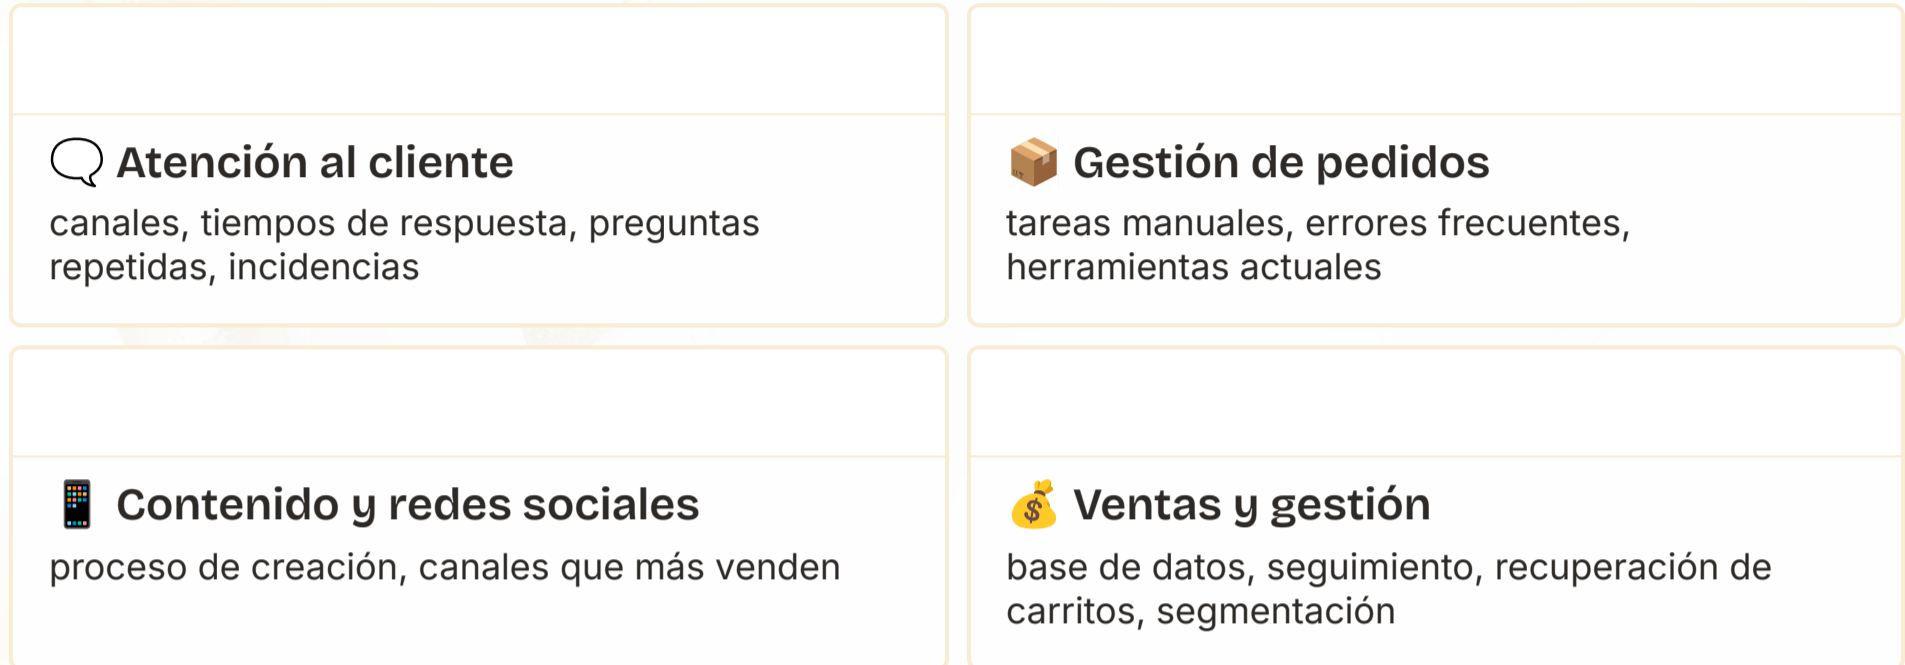 🗨️ Atención al cliente
canales, tiempos de respuesta, preguntas
repetidas, incidencias
📦 Gestión de pedidos
tareas manuales, errores frecuentes,
herramientas actuales
📱 Contenido y redes sociales
proceso de creación, canales que más venden
💰 Ventas y gestión
base de datos, seguimiento, recuperación de
carritos, segmentación